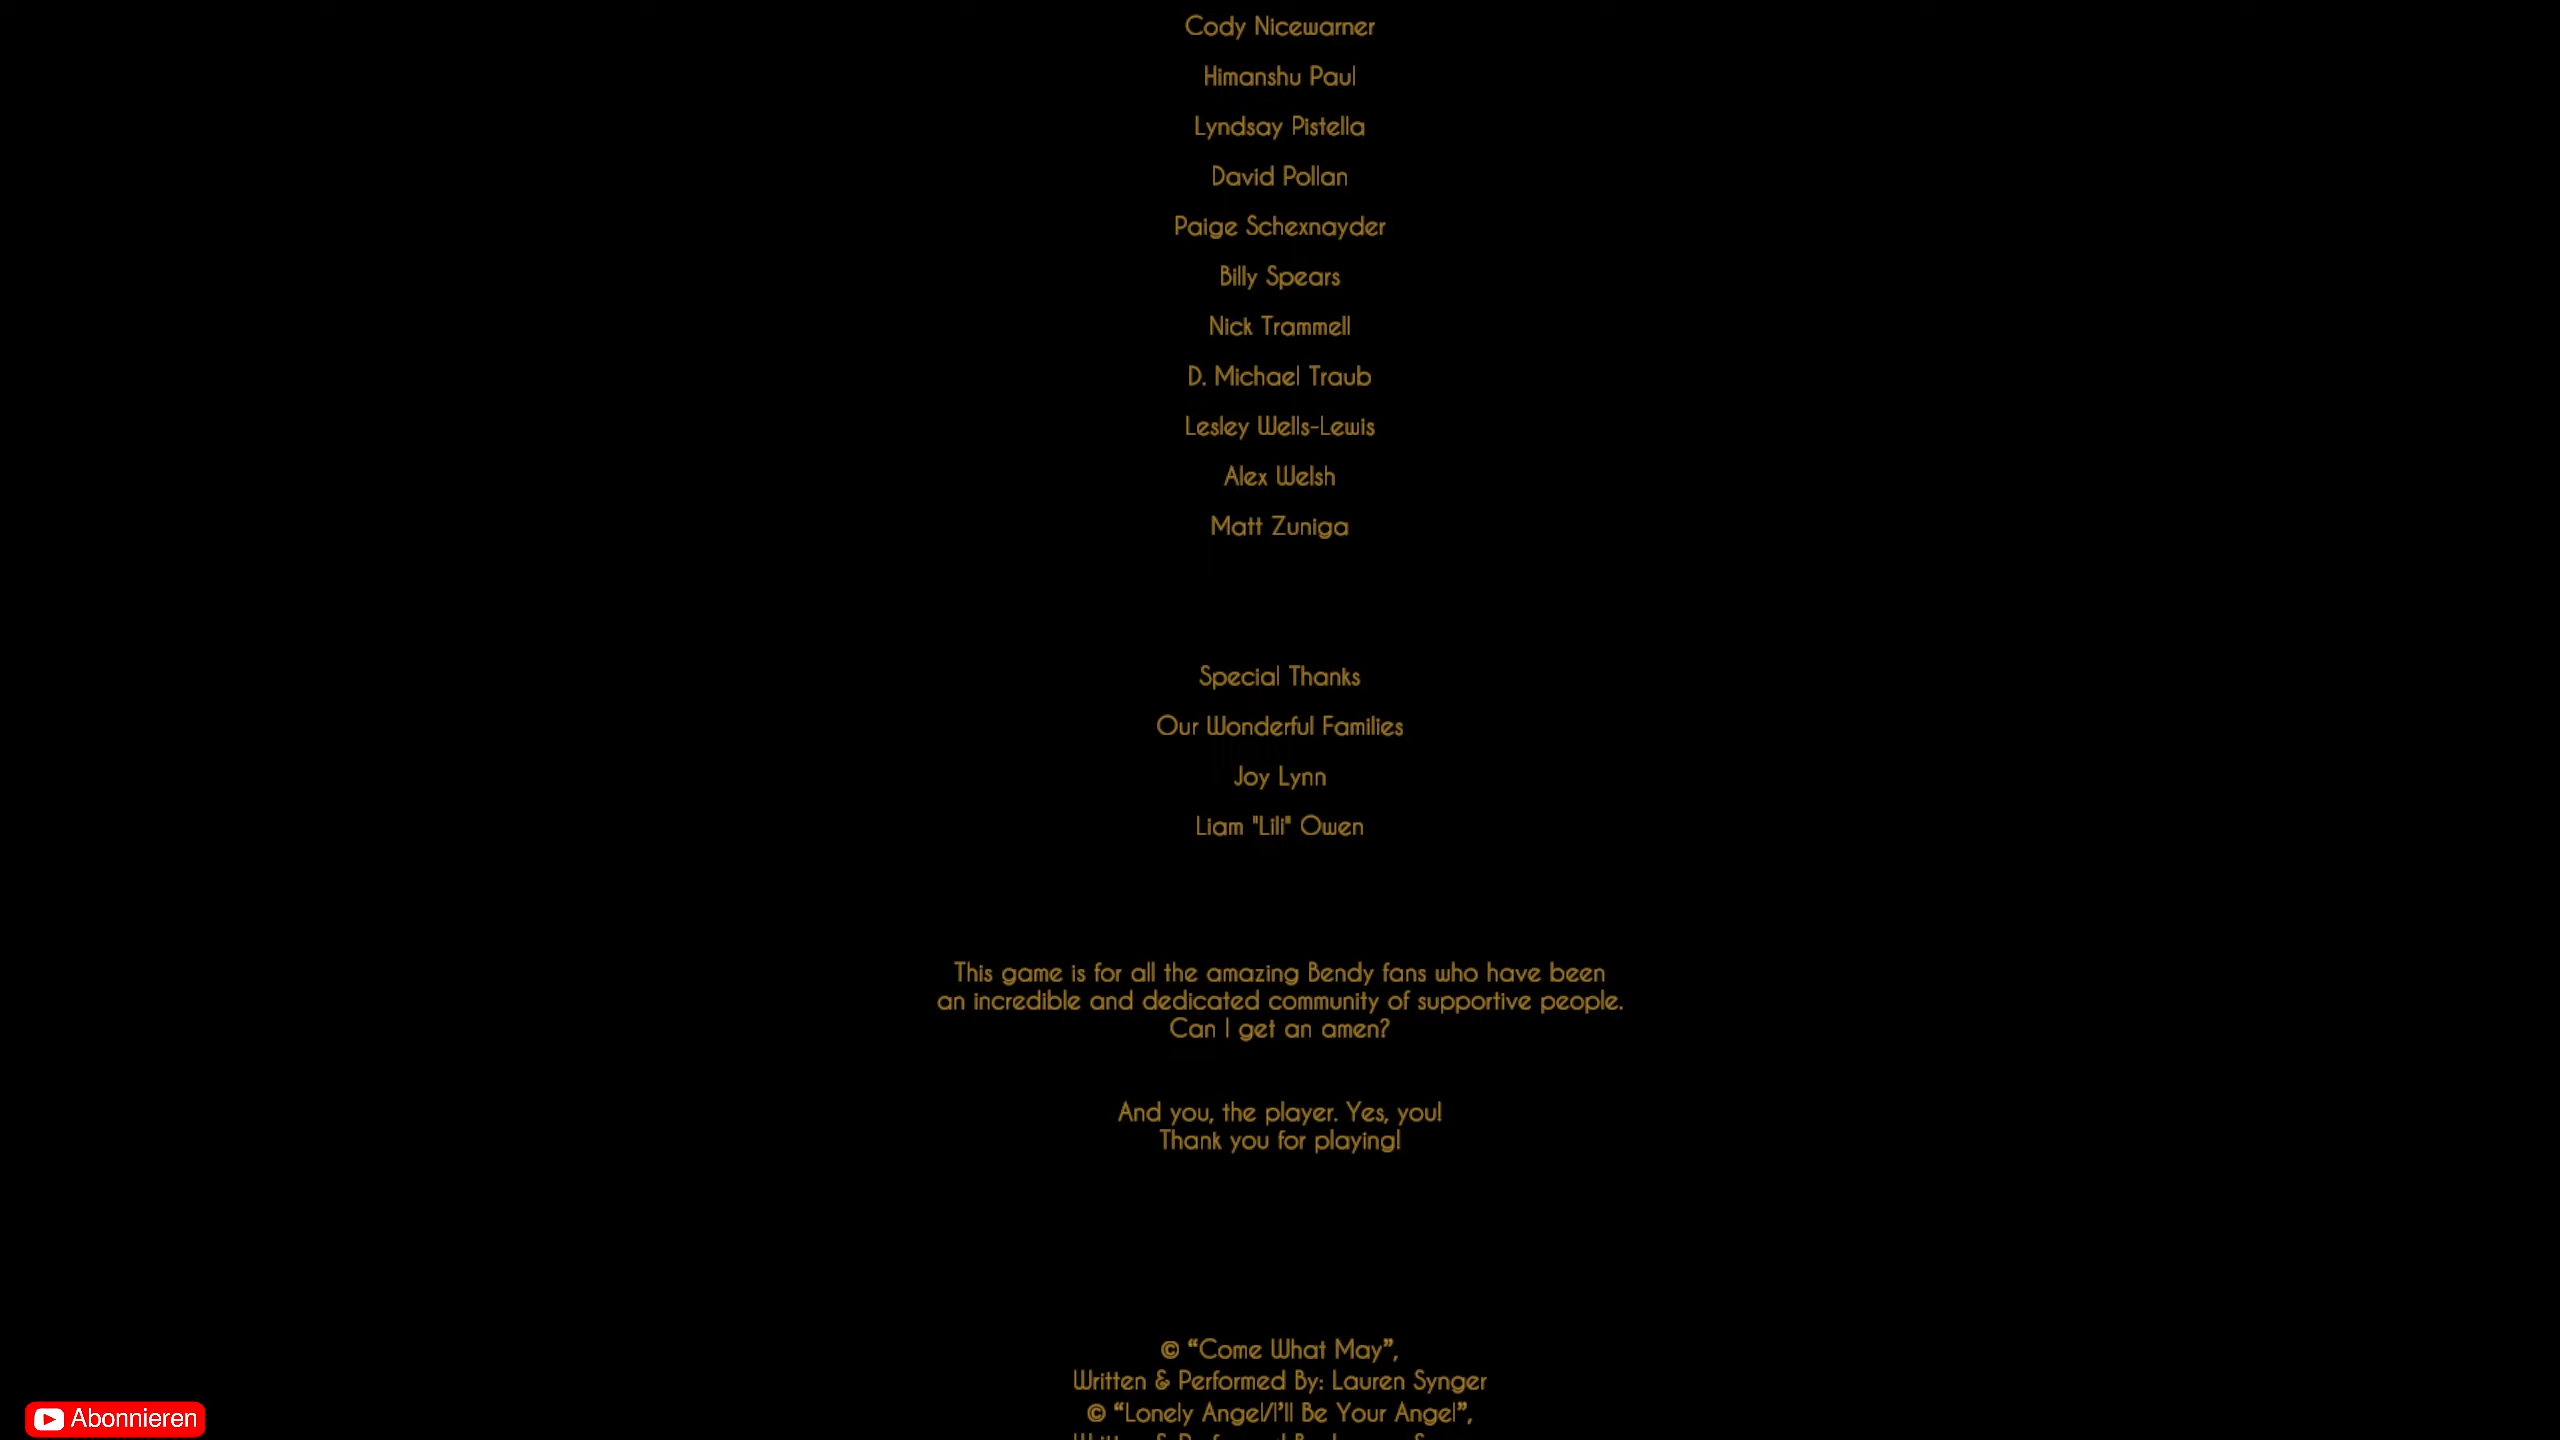 Cody Nicewarner
Himanshu Paul
Lyndsay Pistella
David Pollan
Paige Schexnayder
Billy Spears
Nick Trammell
D. Michael Traub
Lesley Wells-Lewis
Alex Welsh
Matt Zuniga
Special Thanks
Our Wonderful Families
Joy Lynn
Liam "Lili" Owen
This game is for all the amazing Bendy fans who have been
an incredible and dedicated community of supportive people.
Can I get an amen?
And you, the player. Yes, you!
Thank you for playing!
© “Come What May”,
Written & Performed By: Lauren Synger
© “Lonely Angel/I’ll Be Your Angel”,
Abonnieren